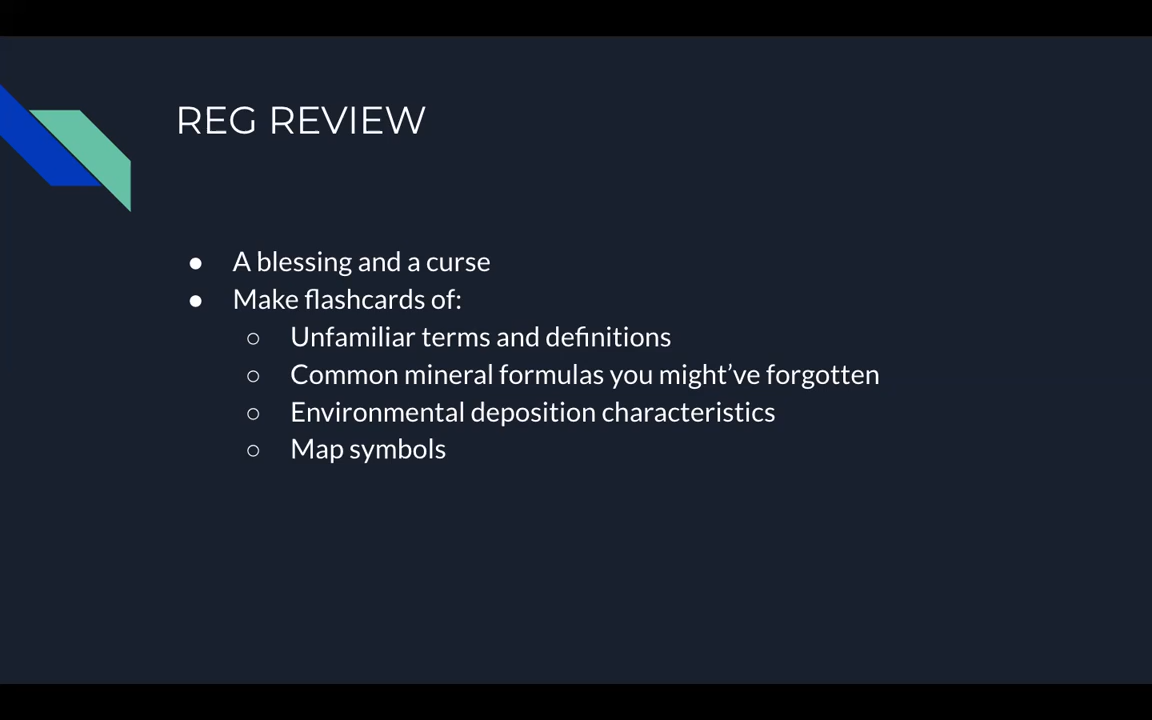 REG REVIEW
● A blessing and a curse
● Make flashcards of:
○ Unfamiliar terms and definitions
○ Common mineral formulas you might’ve forgotten
○ Environmental deposition characteristics
○ Map symbols